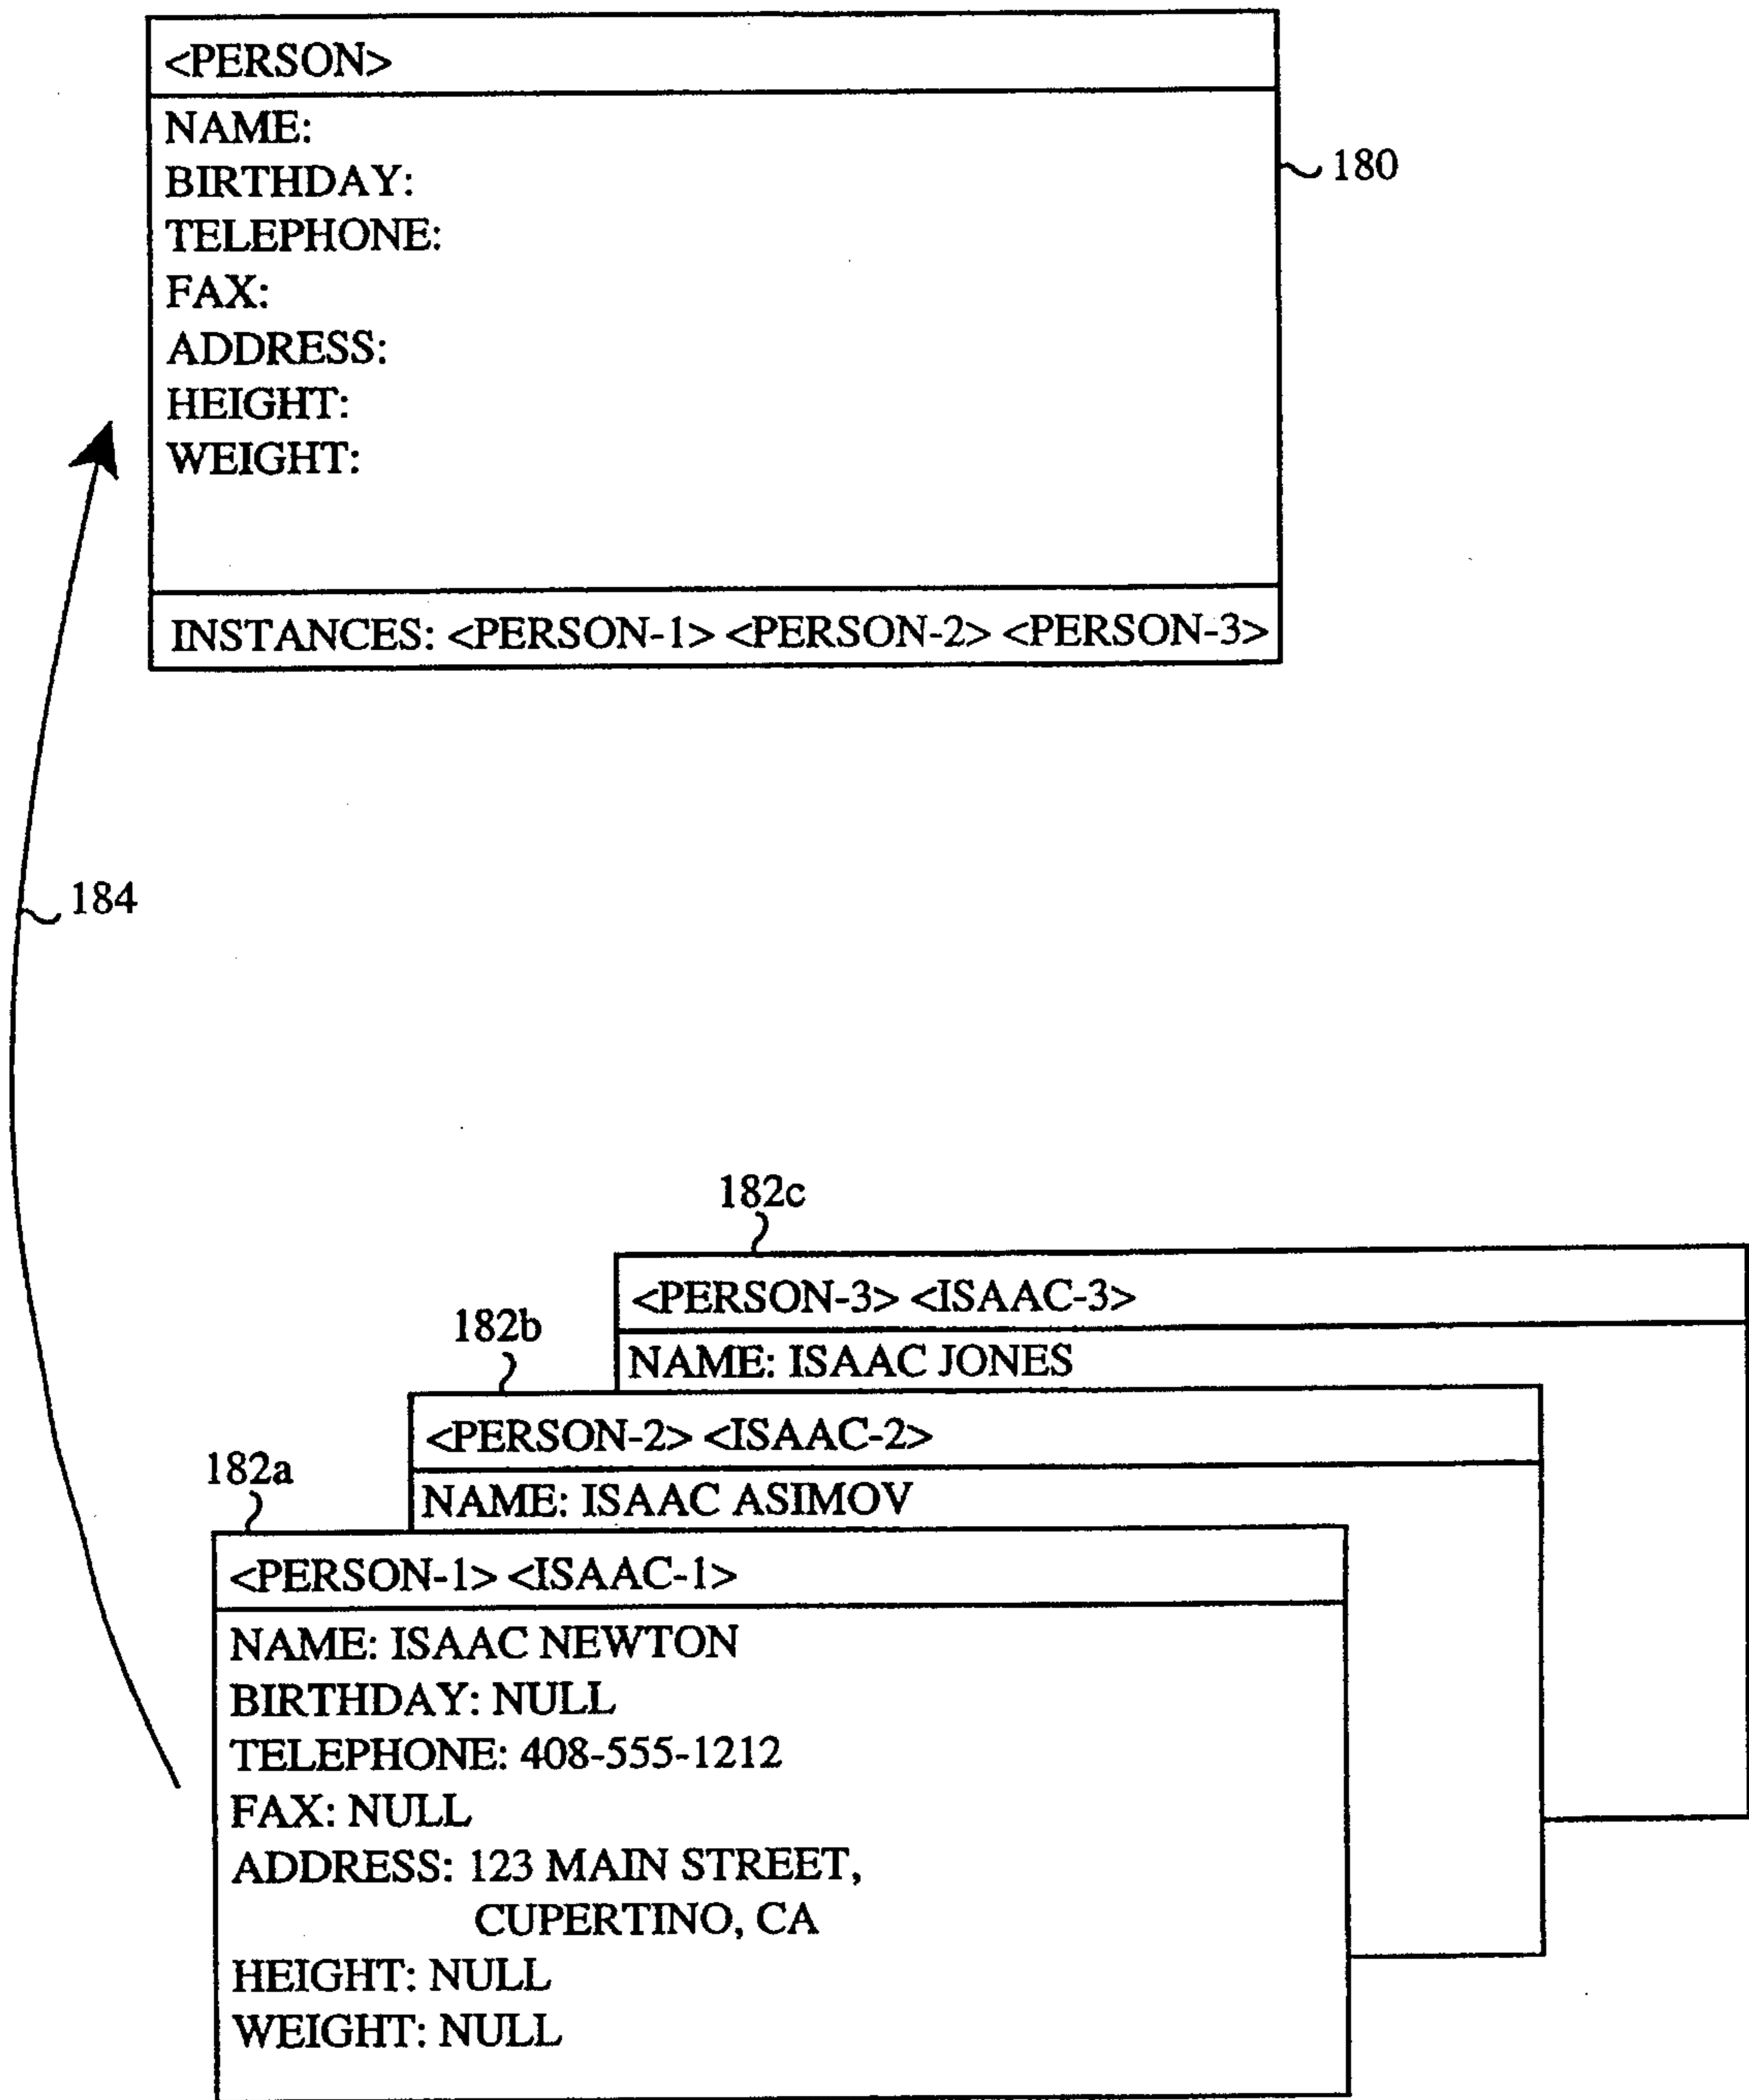 <PERSON>
NAME:
BIRTHDAY:
TELEPHONE:
FAX:
ADDRESS:
HEIGHT:
WEIGHT:
INSTANCES: <PERSON-1> <PERSON-2> <PERSON-3>
180
184
182c
<PERSON-3> <ISAAC-3>
NAME: ISAAC JONES
182b
<PERSON-2> <ISAAC-2>
NAME: ISAAC ASIMOV
182a
<PERSON-1> <ISAAC-1>
NAME: ISAAC NEWTON
BIRTHDAY: NULL
TELEPHONE: 408-555-1212
FAX: NULL
ADDRESS: 123 MAIN STREET,
CUPERTINO, CA
HEIGHT: NULL
WEIGHT: NULL